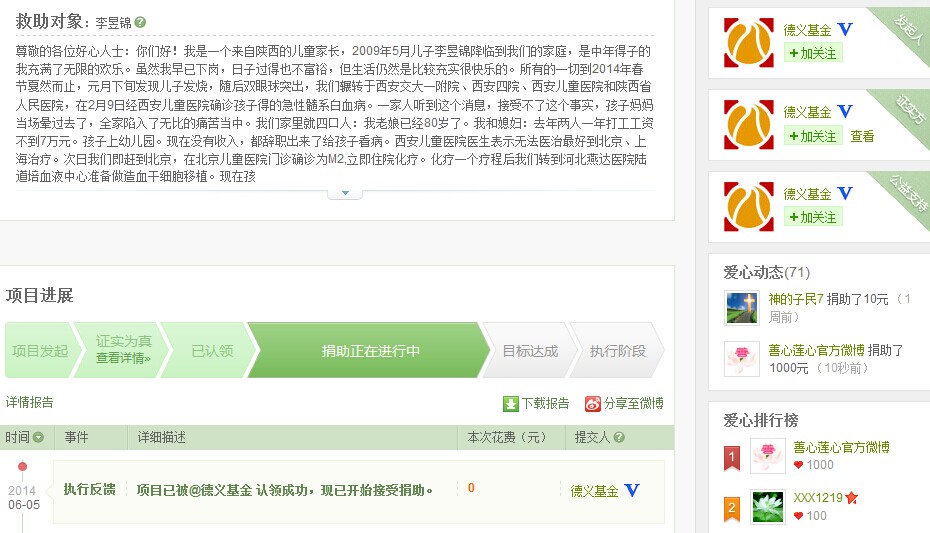 救助对象：李昱锦
尊敬的各位好心人士：你们好！我是一个来自陕西的儿童家长，2009年5月儿子李昱锦降临到我们的家庭，是中年得子的
我充满了无限的欢乐。虽然我早已下岗，日子过得也不富裕，但生活仍然是比较充实很快乐的。所有的一切到2014年春
节戛然而止，元月下旬发现儿子发烧，随后双眼球突出，我们辗转于西安交大一附院、西安四院、西安儿童医院和陕西省
人民医院，在2月9日经西安儿童医院确诊孩子得的急性髓系白血病。一家人听到这个消息，接受不了这个事实，孩子妈妈
当场晕过去了，全家陷入了无比的痛苦当中。我们家里就四口人：我老娘已经80岁了。我和媳妇：去年两人一年打工工资
不到7万元。孩子上幼儿园。现在没有收入，都辞职出来了给孩子看病。西安儿童医院医生表示无法医治最好到北京、上
海治疗。次日我们即赶到北京，在北京儿童医院门诊确诊为M2,立即住院化疗。化疗一个疗程后我们转到河北燕达医院陆
道培血液中心准备做造血干细胞移植。现在孩
项目进展
项目发起
证实为真
查看详情»
已认领
捐助正在进行中
目标达成
执行阶段
详情报告
下载报告
分享至微博
时间 事件 详细描述 本次花费（元） 提交人
2014
06-05
执行反馈 项目已被@德义基金 认领成功，现已开始接受捐助。 0 德义基金 V
德义基金 V
+加关注
发起人
德义基金 V
+加关注 查看
证实方
德义基金 V
+加关注
公益支持
爱心动态(71)
神的子民7 捐助了10元（1
周前）
善心莲心官方微博 捐助了
1000元 （10秒前）
爱心排行榜
1
善心莲心官方微博
1000
2
XXX1219
100